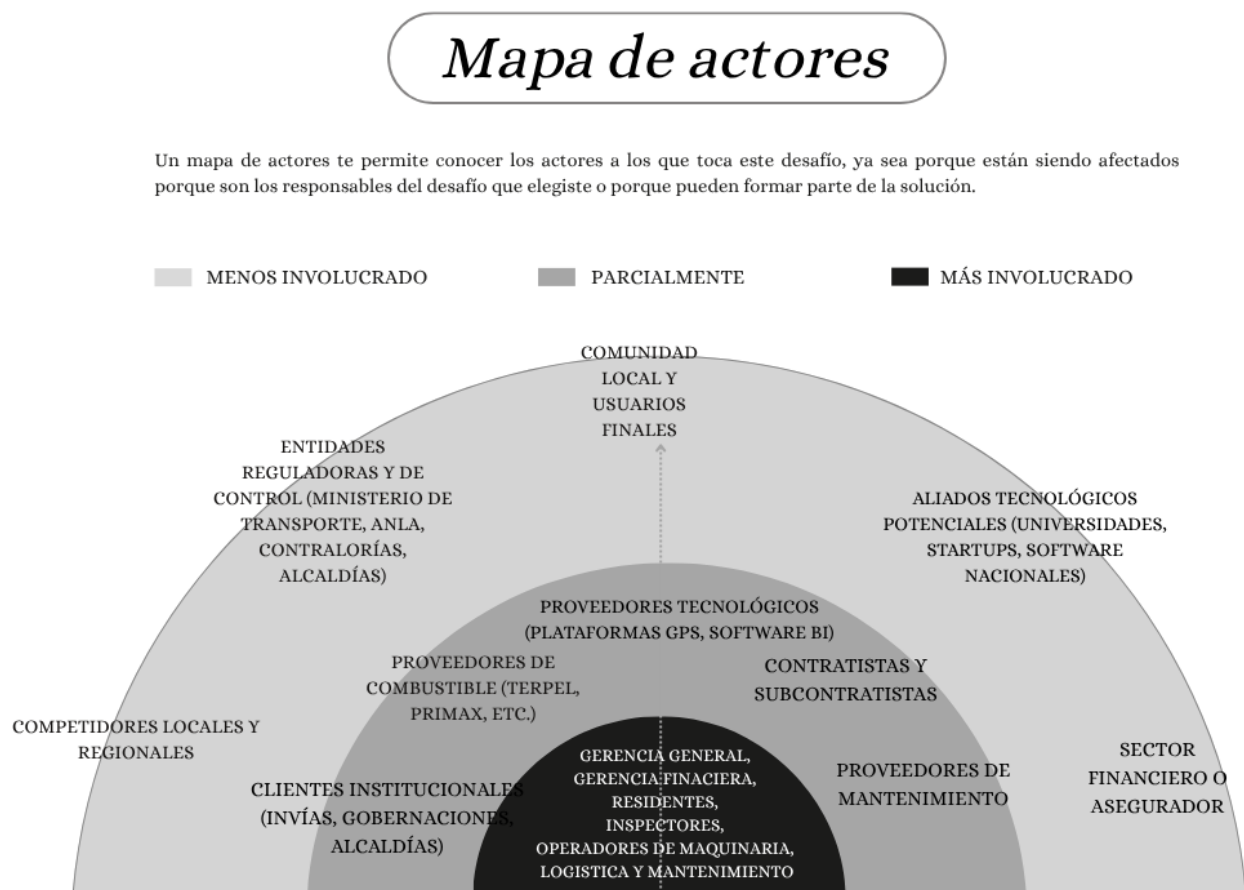 Mapa de actores
Un mapa de actores te permite conocer los actores a los que toca este desafío, ya sea porque están siendo afectados
porque son los responsables del desafío que elegiste o porque pueden formar parte de la solución.
MENOS INVOLUCRADO
PARCIALMENTE
MÁS INVOLUCRADO
COMUNIDAD
LOCAL Y
USUARIOS
FINALES
ENTIDADES
REGULADORAS Y DE
CONTROL (MINISTERIO DE
TRANSPORTE, ANLA,
CONTRALORÍAS,
ALCALDÍAS)
ALIADOS TECNOLÓGICOS
POTENCIALES (UNIVERSIDADES,
STARTUPS, SOFTWARE
NACIONALES)
PROVEEDORES TECNOLÓGICOS
(PLATAFORMAS GPS, SOFTWARE BI)
PROVEEDORES DE
COMBUSTIBLE (TERPEL,
PRIMAX, ETC.)
CONTRATISTAS Y
SUBCONTRATISTAS
COMPETIDORES LOCALES Y
REGIONALES
CLIENTES INSTITUCIONALES
(INVÍAS, GOBERNACIONES,
ALCALDÍAS)
GERENCIA GENERAL,
GERENCIA FINACIERA,
RESIDENTES,
INSPECTORES,
OPERADORES DE MAQUINARIA,
LOGISTICA Y MANTENIMIENTO
PROVEEDORES DE
MANTENIMIENTO
SECTOR
FINANCIERO O
ASEGURADOR